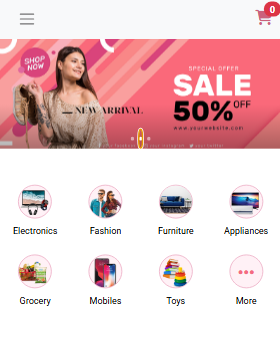 0
SHOP
NOW
NEW ARRIVAL
SPECIAL OFFER
SALE
50% OFF
www.yourwebsite.com
Electronics
Fashion
Furniture
Appliances
Grocery
Mobiles
Toys
More